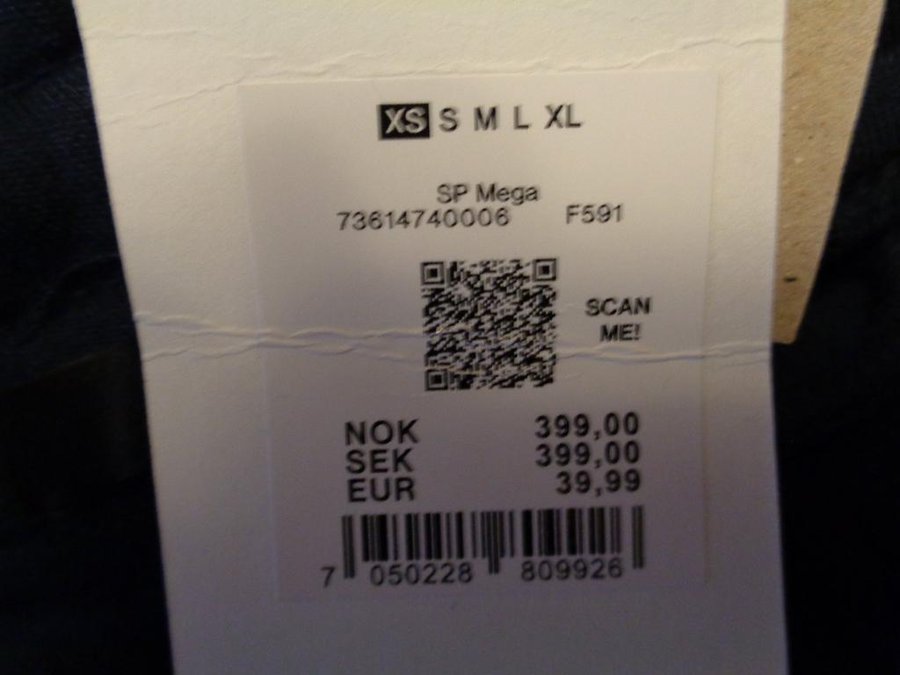 XS S M L XL
SP Mega
73614740006 F591
SCAN
ME!
NOK 399,00
SEK 399,00
EUR 39,99
7 050228 809926